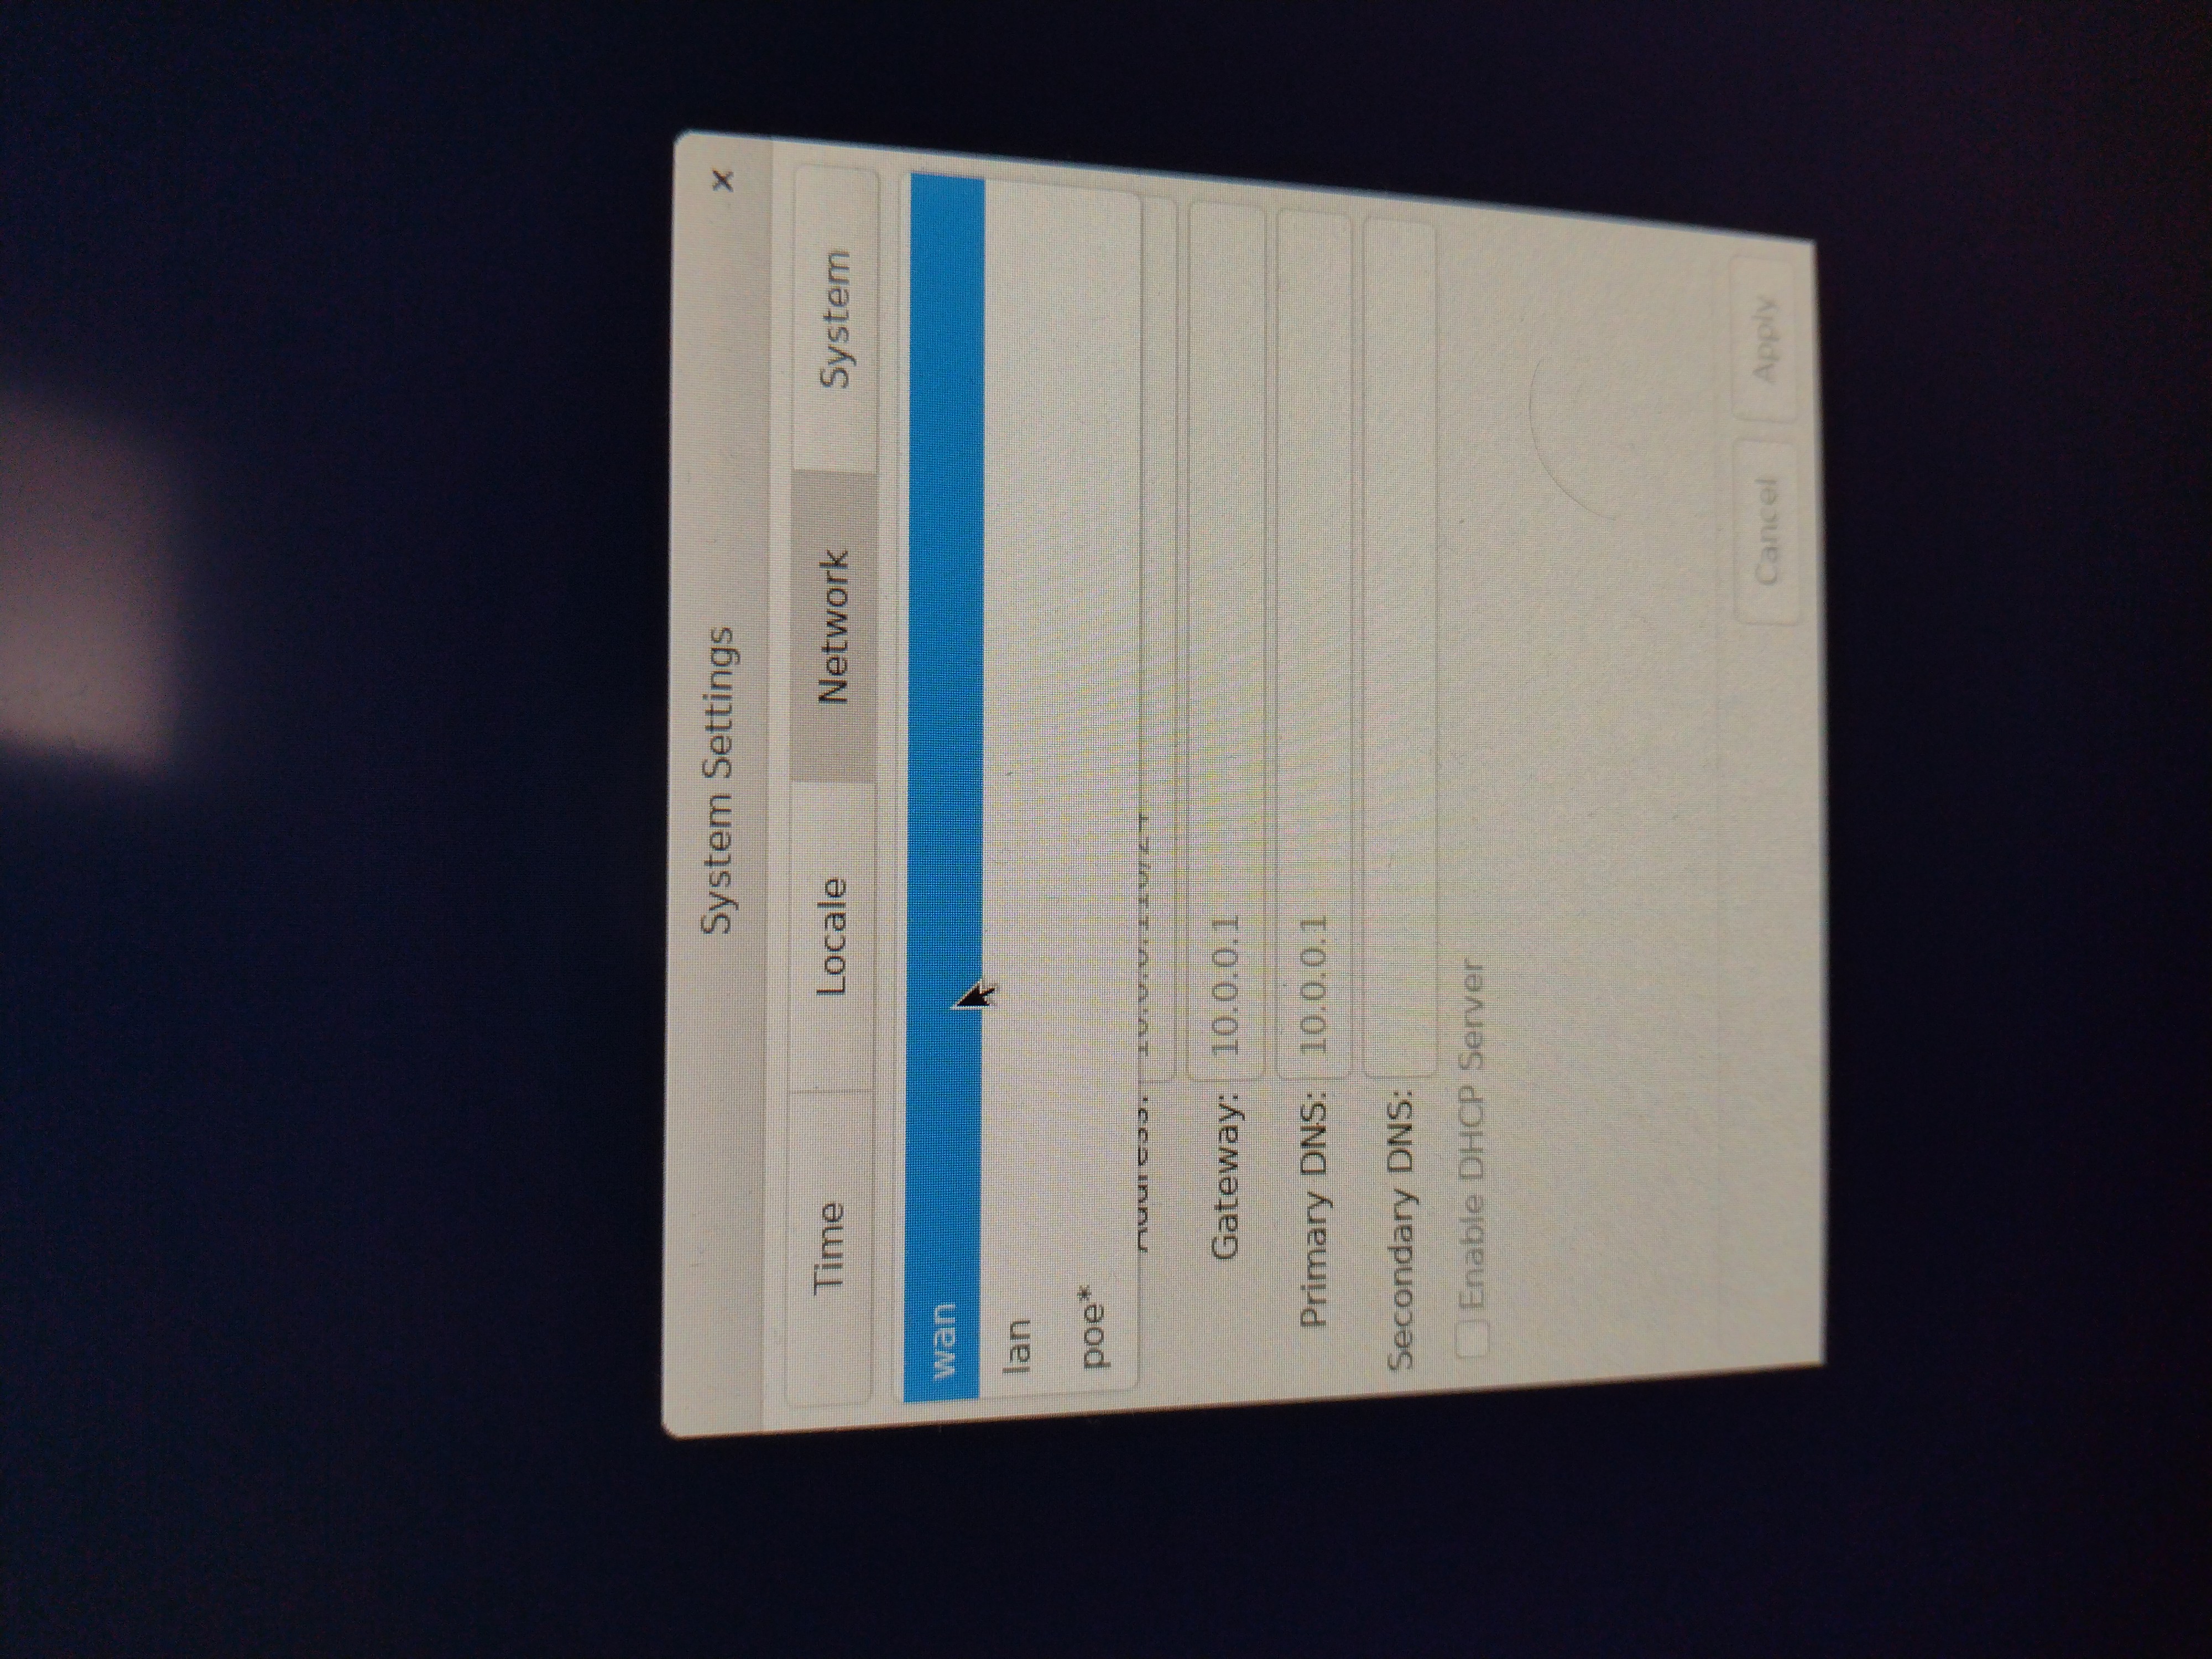 System Settings
Time Locale Network System
wan
lan
poe*
Address:
Gateway: 10.0.0.1
Primary DNS: 10.0.0.1
Secondary DNS:
Enable DHCP Server
Cancel Apply